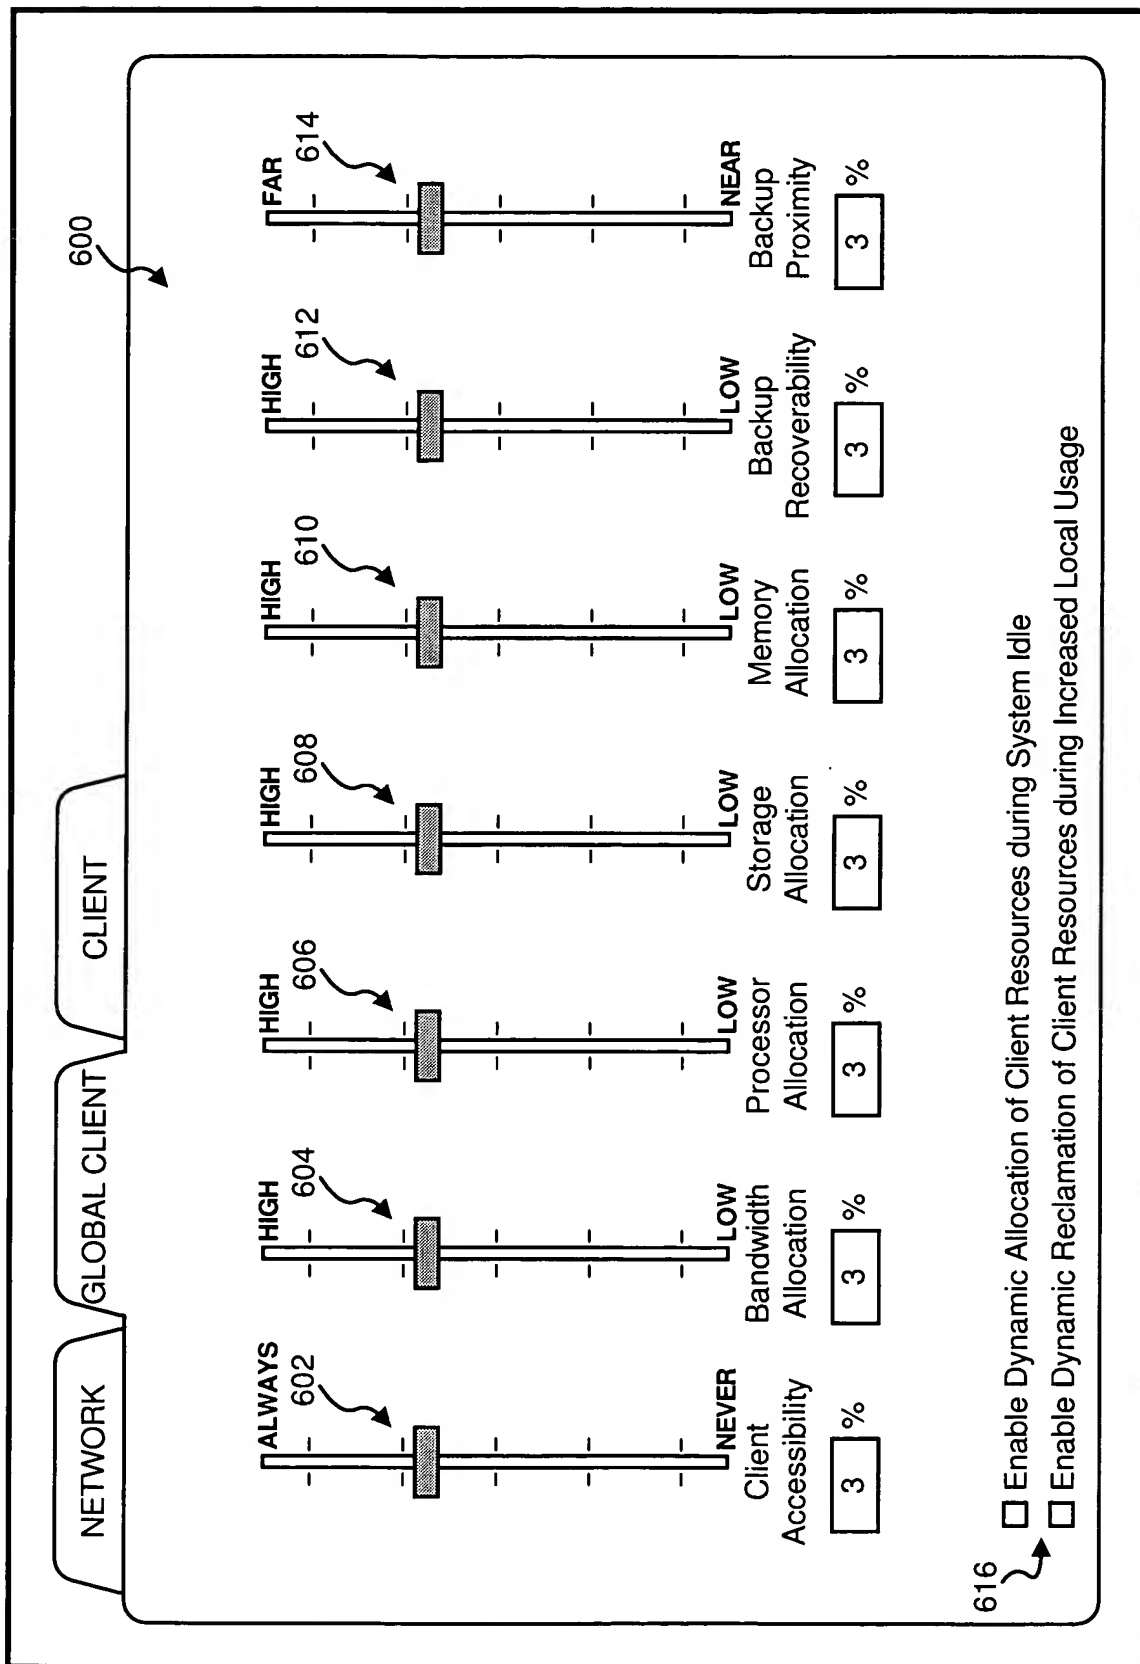 NETWORK
GLOBAL CLIENT
CLIENT
600
ALWAYS
HIGH
HIGH
HIGH
HIGH
HIGH
FAR
602
604
606
608
610
612
614
NEVER
LOW
LOW
LOW
LOW
LOW
NEAR
Client
Accessibility
Bandwidth
Allocation
Processor
Allocation
Storage
Allocation
Memory
Allocation
Backup
Recoverability
Backup
Proximity
3 %
3 %
3 %
3 %
3 %
3 %
3 %
616
Enable Dynamic Allocation of Client Resources during System Idle
Enable Dynamic Reclamation of Client Resources during Increased Local Usage